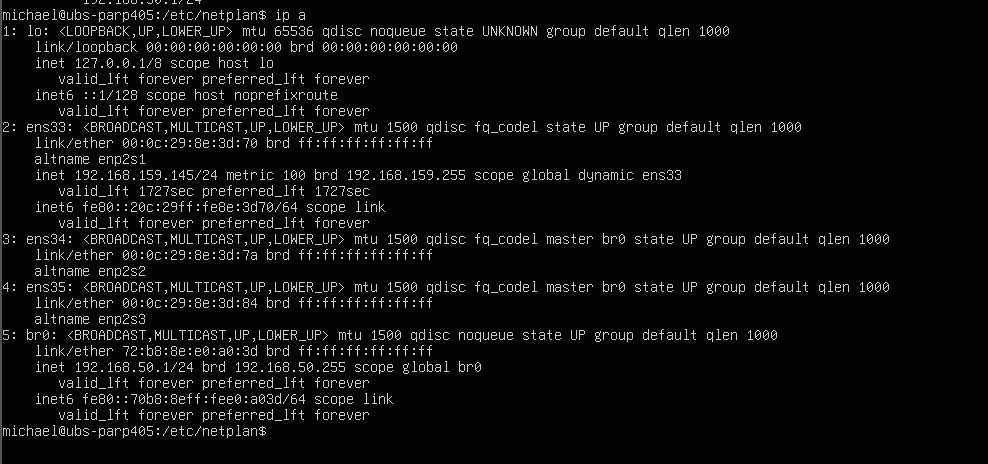 michael@ubs-parp405:/etc/netplan$ ip a
1: lo: <LOOPBACK,UP,LOWER_UP> mtu 65536 qdisc noqueue state UNKNOWN group default qlen 1000
    link/loopback 00:00:00:00:00:00 brd 00:00:00:00:00:00
    inet 127.0.0.1/8 scope host lo
       valid_lft forever preferred_lft forever
    inet6 ::1/128 scope host noprefixroute
       valid_lft forever preferred_lft forever
2: ens33: <BROADCAST,MULTICAST,UP,LOWER_UP> mtu 1500 qdisc fq_codel state UP group default qlen 1000
    link/ether 00:0c:29:8e:3d:70 brd ff:ff:ff:ff:ff:ff
    altname enp2s1
    inet 192.168.159.145/24 metric 100 brd 192.168.159.255 scope global dynamic ens33
       valid_lft 1727sec preferred_lft 1727sec
    inet6 fe80::20c:29ff:fe8e:3d70/64 scope link
       valid_lft forever preferred_lft forever
3: ens34: <BROADCAST,MULTICAST,UP,LOWER_UP> mtu 1500 qdisc fq_codel master br0 state UP group default qlen 1000
    link/ether 00:0c:29:8e:3d:7a brd ff:ff:ff:ff:ff:ff
    altname enp2s2
4: ens35: <BROADCAST,MULTICAST,UP,LOWER_UP> mtu 1500 qdisc fq_codel master br0 state UP group default qlen 1000
    link/ether 00:0c:29:8e:3d:84 brd ff:ff:ff:ff:ff:ff
    altname enp2s3
5: br0: <BROADCAST,MULTICAST,UP,LOWER_UP> mtu 1500 qdisc noqueue state UP group default qlen 1000
    link/ether 72:b8:8e:e0:a0:3d brd ff:ff:ff:ff:ff:ff
    inet 192.168.50.1/24 brd 192.168.50.255 scope global br0
       valid_lft forever preferred_lft forever
    inet6 fe80::70b8:8eff:fee0:a03d/64 scope link
       valid_lft forever preferred_lft forever
michael@ubs-parp405:/etc/netplan$